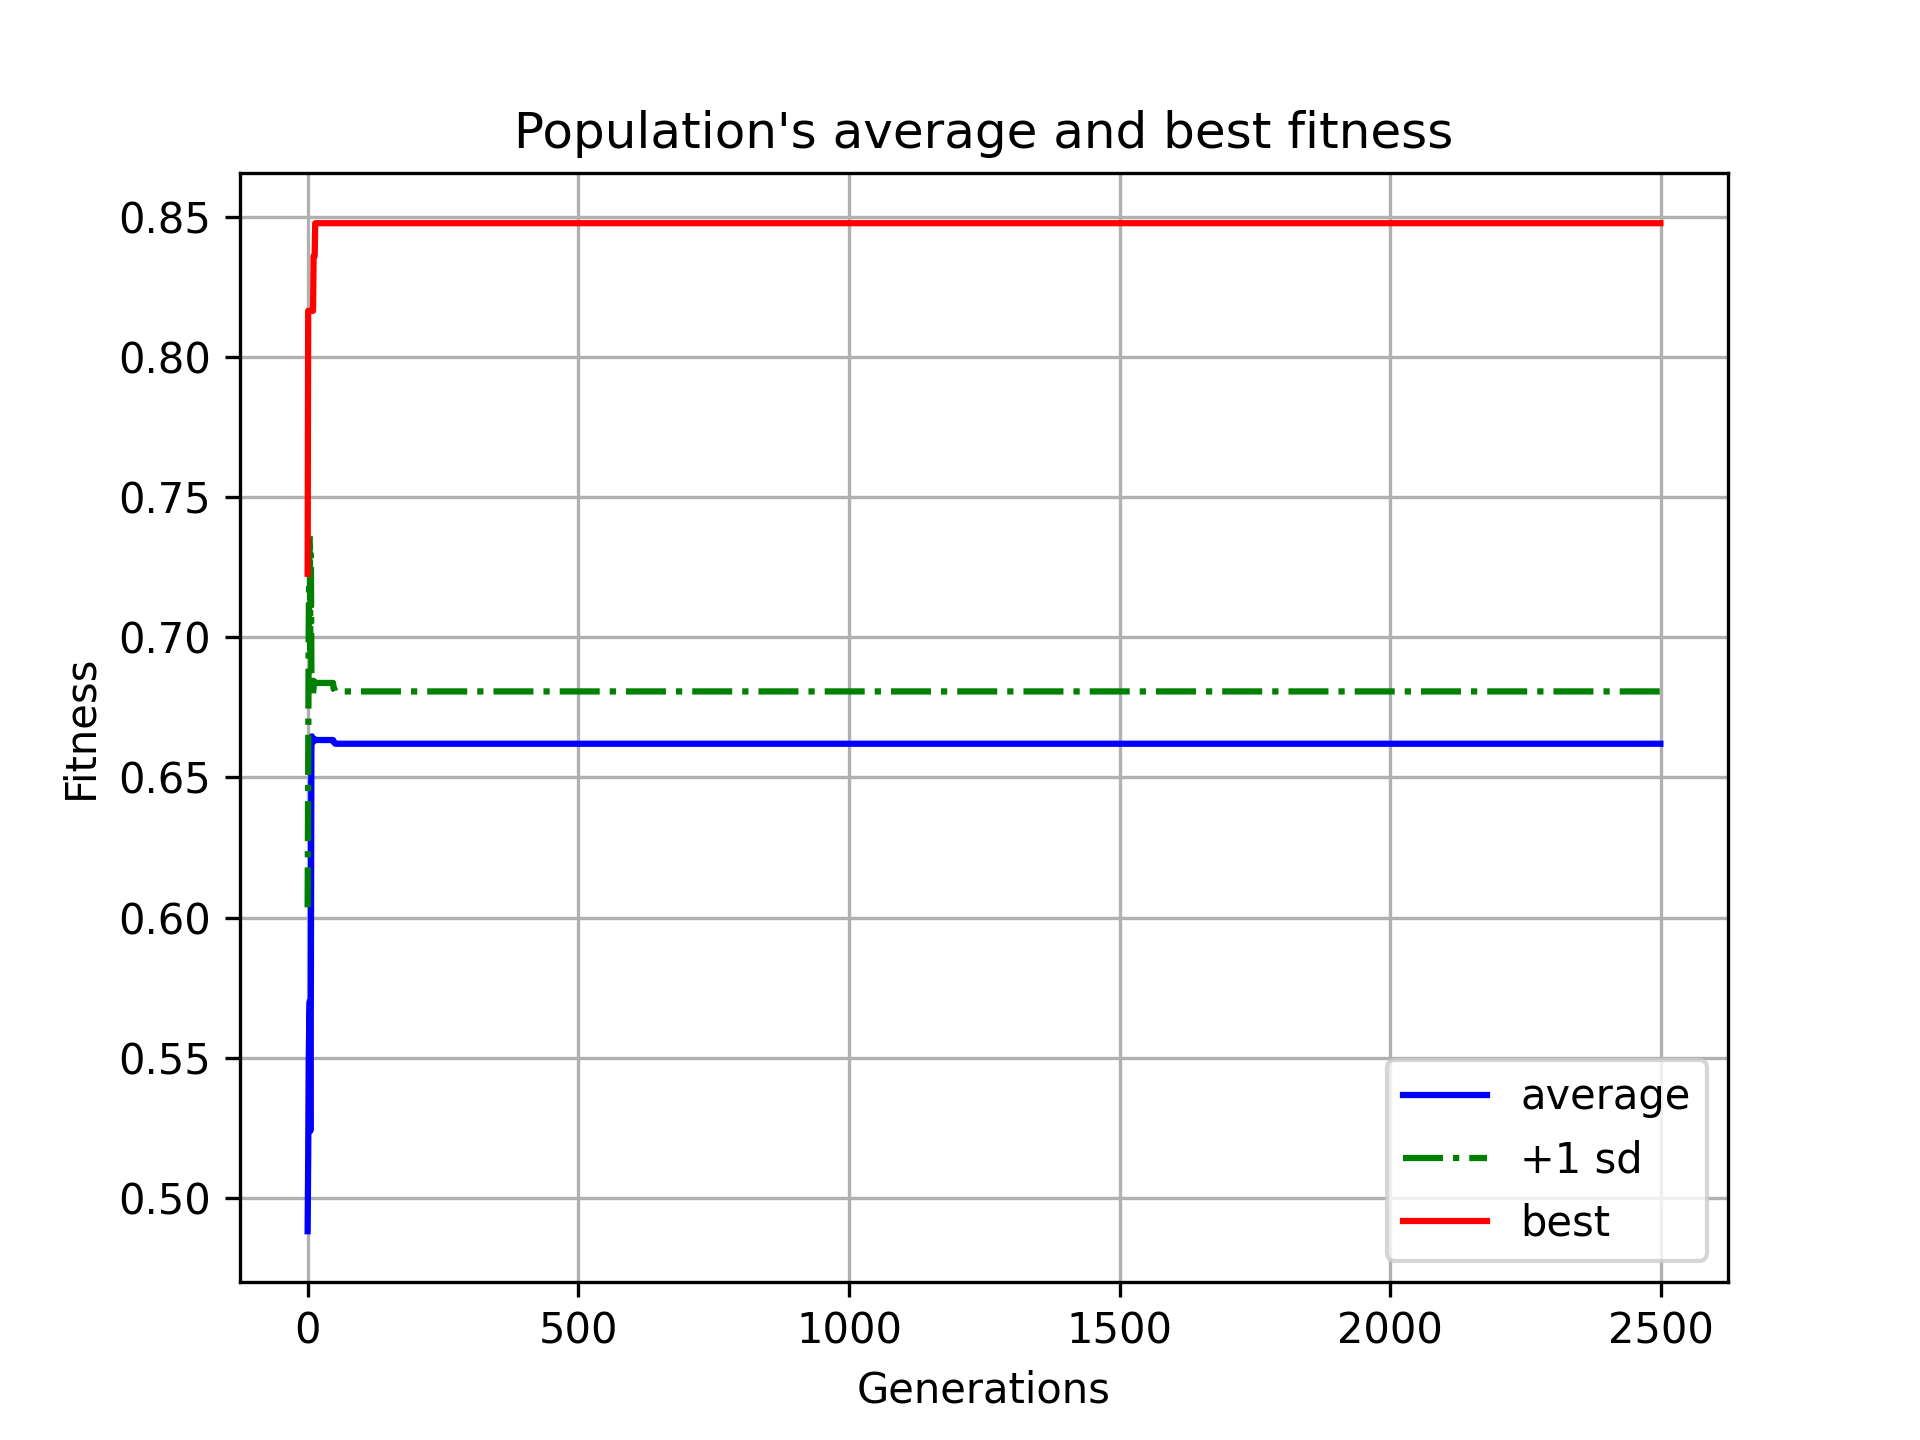 Population's average and best fitness
0.85
0.80
0.75
0.70
0.65
0.60
0.55
0.50
Fitness
average
+1 sd
best
0 500 1000 1500 2000 2500
Generations